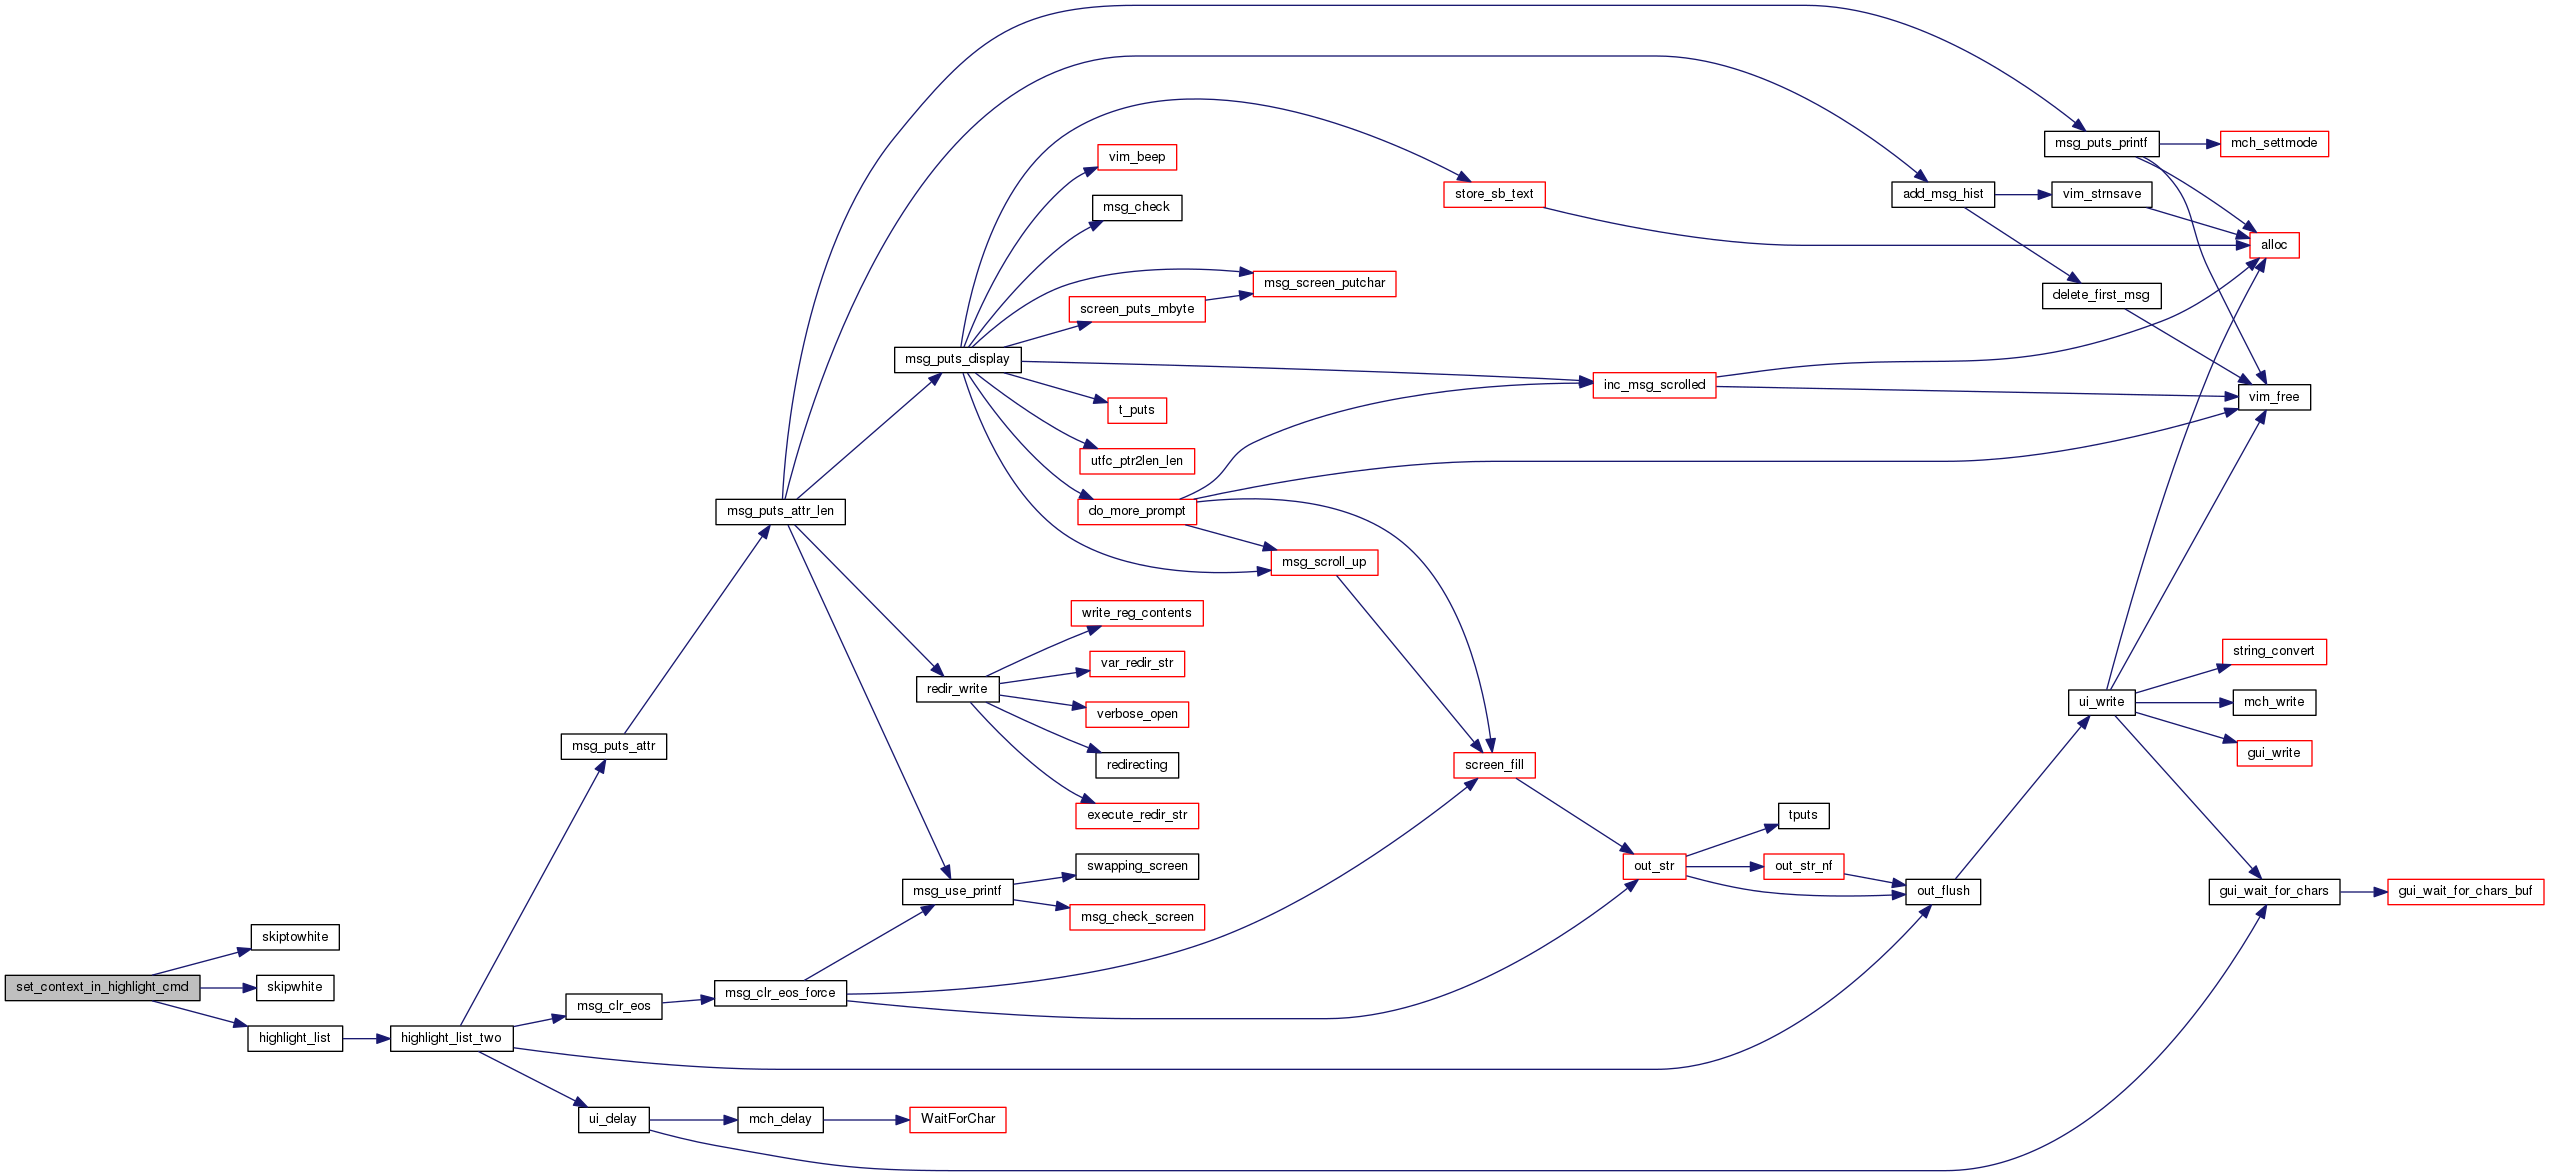 set_context_in_highlight_cmd
skiptowhite
skipwhite
highlight_list
highlight_list_two
msg_puts_attr
msg_clr_eos
ui_delay
msg_puts_attr_len
msg_clr_eos_force
mch_delay
msg_puts_display
redir_write
msg_use_printf
WaitForChar
vim_beep
msg_check
screen_puts_mbyte
t_puts
utfc_ptr2len_len
do_more_prompt
write_reg_contents
var_redir_str
verbose_open
redirecting
execute_redir_str
swapping_screen
msg_check_screen
msg_screen_putchar
msg_scroll_up
store_sb_text
screen_fill
inc_msg_scrolled
out_str
tputs
out_str_nf
add_msg_hist
out_flush
msg_puts_printf
vim_strnsave
delete_first_msg
ui_write
mch_settmode
alloc
vim_free
string_convert
mch_write
gui_write
gui_wait_for_chars
gui_wait_for_chars_buf